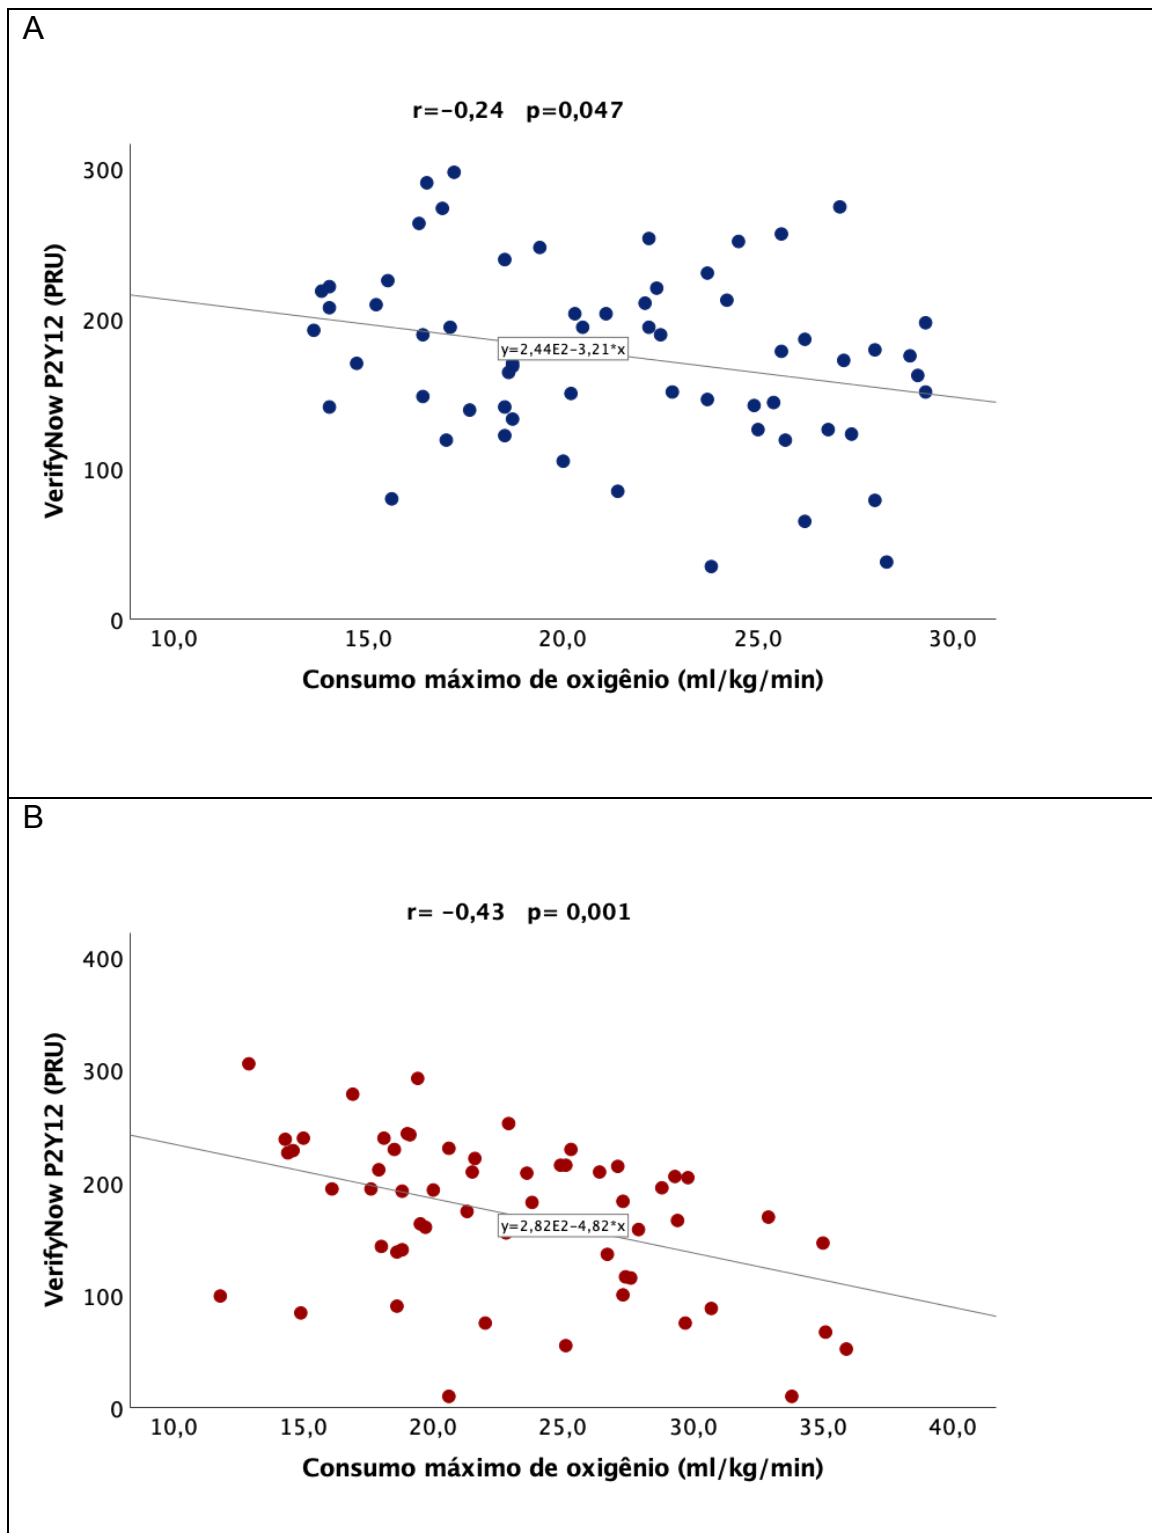 A
r=−0,24 p=0,047
VerifyNow P2Y12 (PRU)
300
200
100
0
y=2,44E2−3,21*x
10,0 15,0 20,0 25,0 30,0
Consumo máximo de oxigênio (ml/kg/min)
B
r= −0,43 p= 0,001
VerifyNow P2Y12 (PRU)
400
300
200
100
0
y=2,82E2−4,82*x
10,0 15,0 20,0 25,0 30,0 35,0 40,0
Consumo máximo de oxigênio (ml/kg/min)